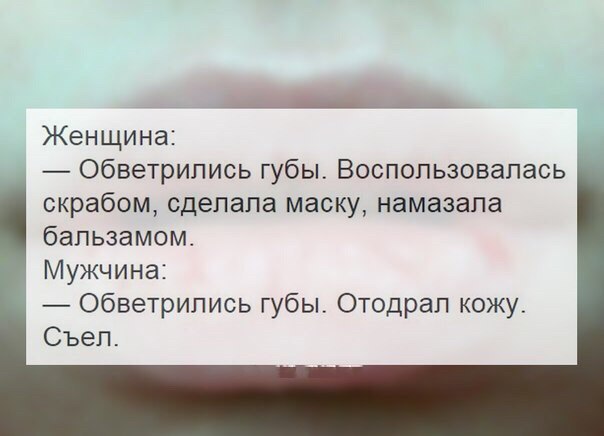 Женщина:
— Обветрились губы. Воспользовалась
скрабом, сделала маску, намазала
бальзамом.
Мужчина:
— Обветрились губы. Отодрал кожу.
Съел.